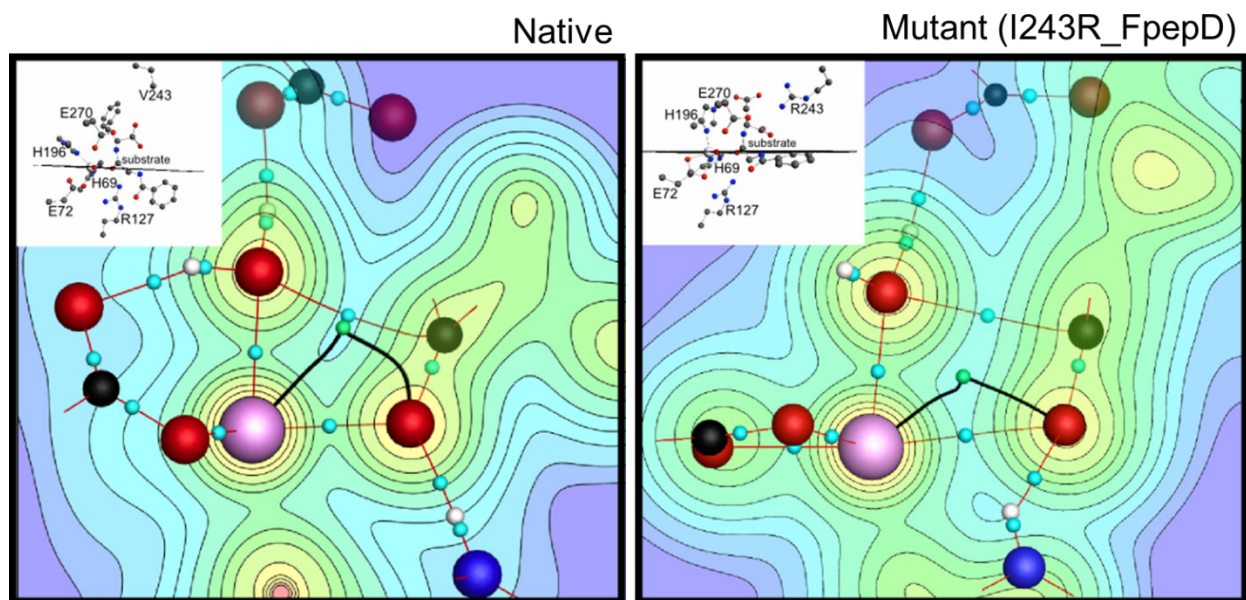 Native
Mutant (I243R_FpepD)
V243
E270
H196
substrate
H69
E72
R127
E270
R243
H196
substrate
H69
E72
R127